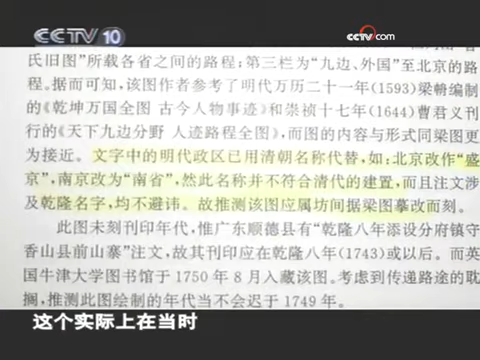 CCTV 10
cctv.com
氏旧图”所载各省之间的路程；第三栏为“九边、外国”至北京的路
程。据而可知，该图作者参考了明代万历二十一年(1593)梁辀编制
的《乾坤万国全图 古今人物事迹》和崇祯十七年(1644)曹君义刊
行的《天下九边分野 人迹路程全图》，而图的内容与形式同梁图更
为接近。文字中的明代政区已用清朝名称代替，如：北京改作“盛
京”，南京改为“南省”，然此名称并不符合清代的建置，而且注文涉
及乾隆名字，均不避讳。故推测该图应属坊间据梁图摹改而刻。
此图未刻刊印年代，惟广东顺德县有“乾隆八年添设分府镇守
香山县前山寨”注文，故其刊印应在乾隆八年(1743)或以后。而英
国牛津大学图书馆于1750年8月入藏该图。考虑到传递路途的耽
搁，推测此图绘制的年代当不会迟于1749年。
这个实际上在当时